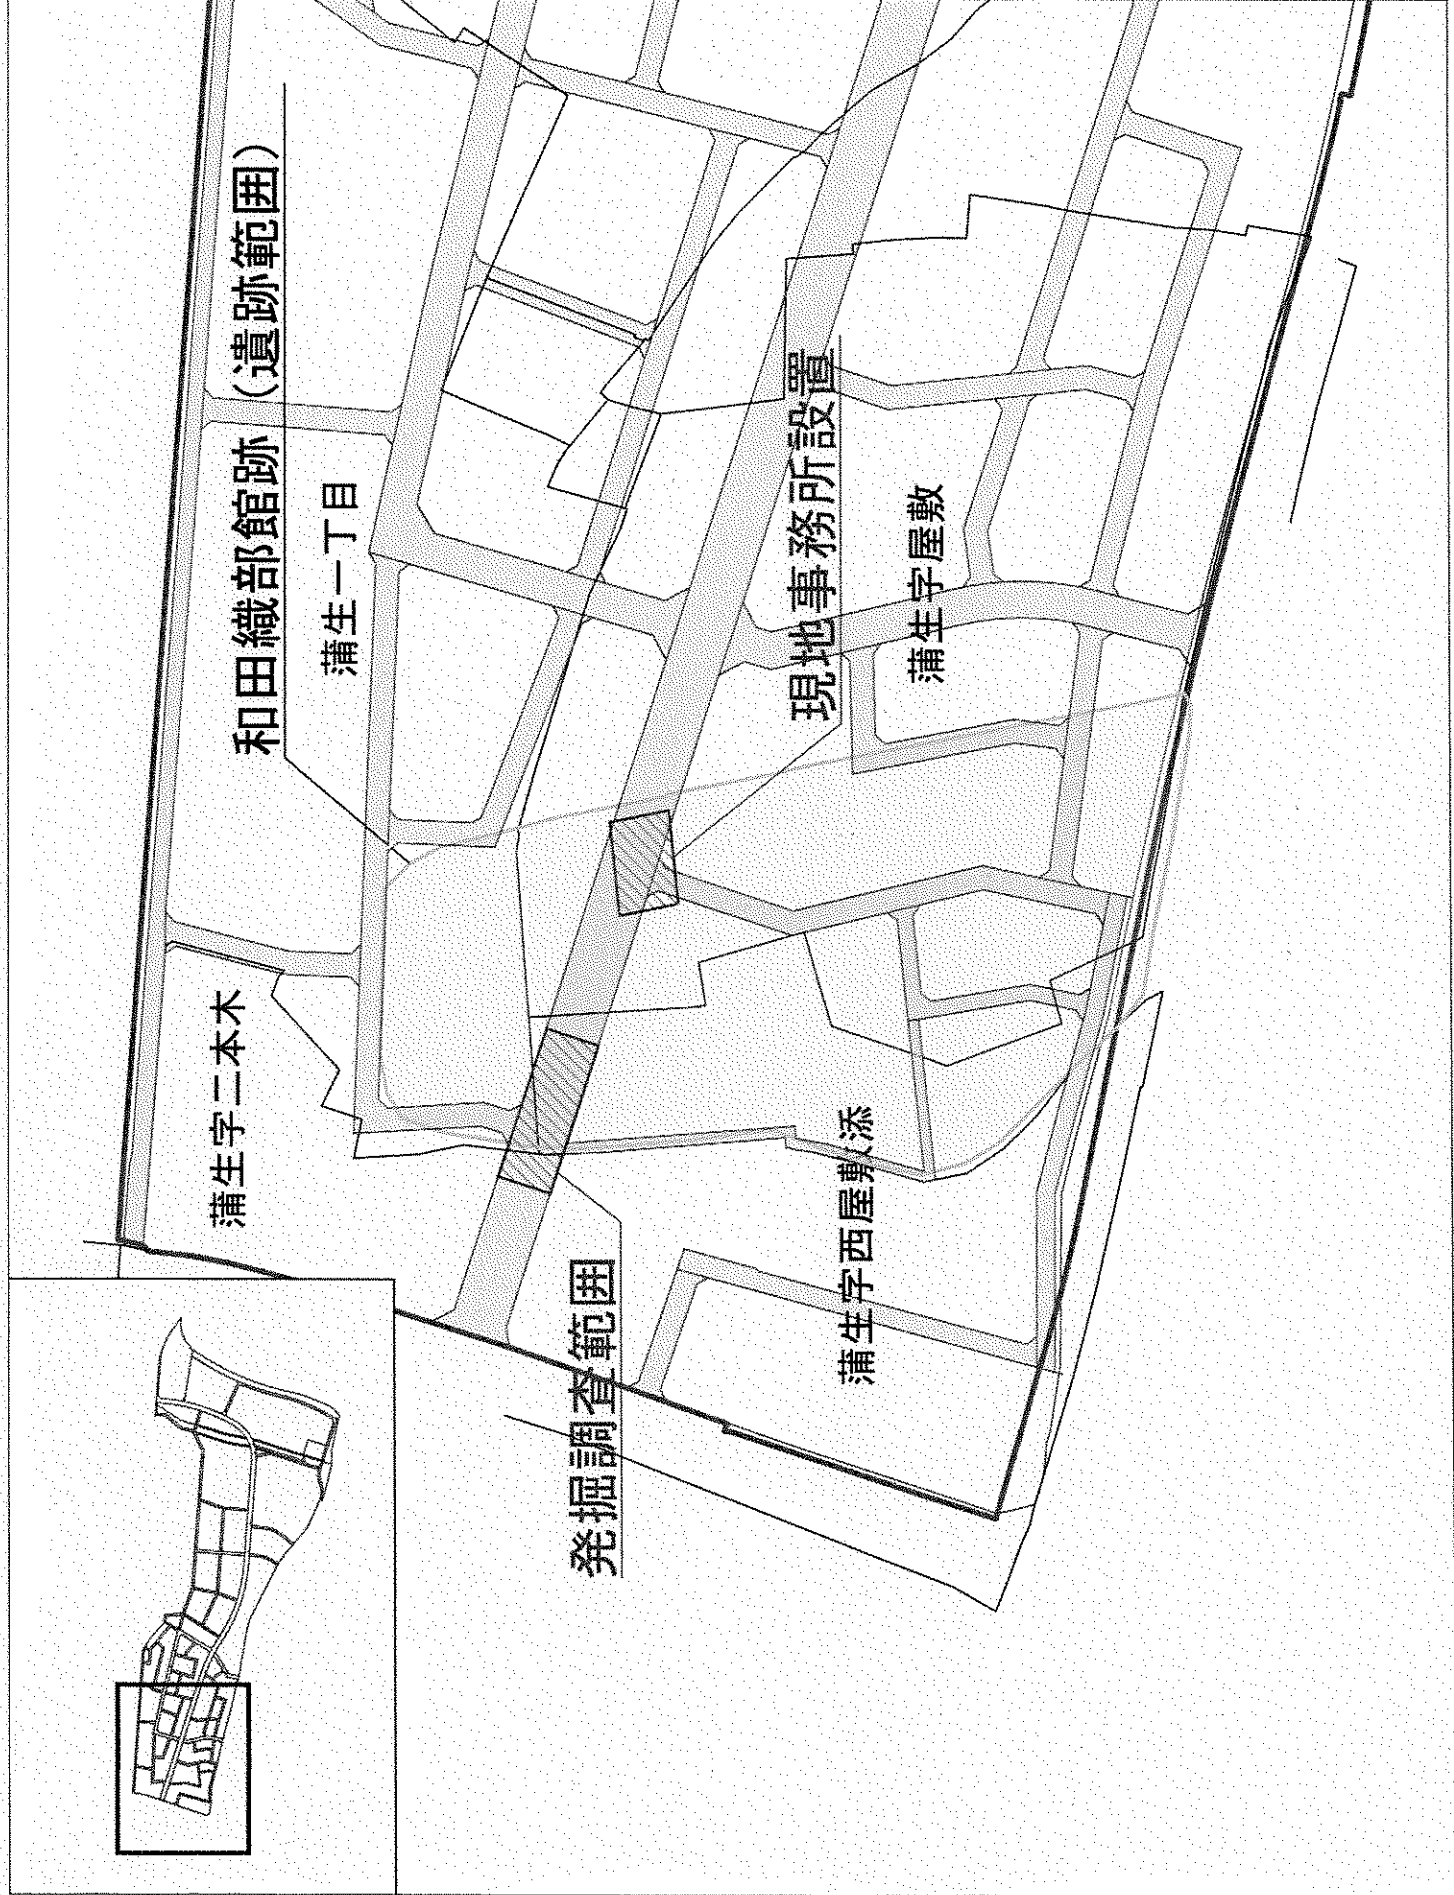 和田織部館跡（遺跡範囲）
蒲生一丁目
蒲生字二本木
現地事務所設置
蒲生字屋敷
発掘調査範囲
蒲生字西屋敷添